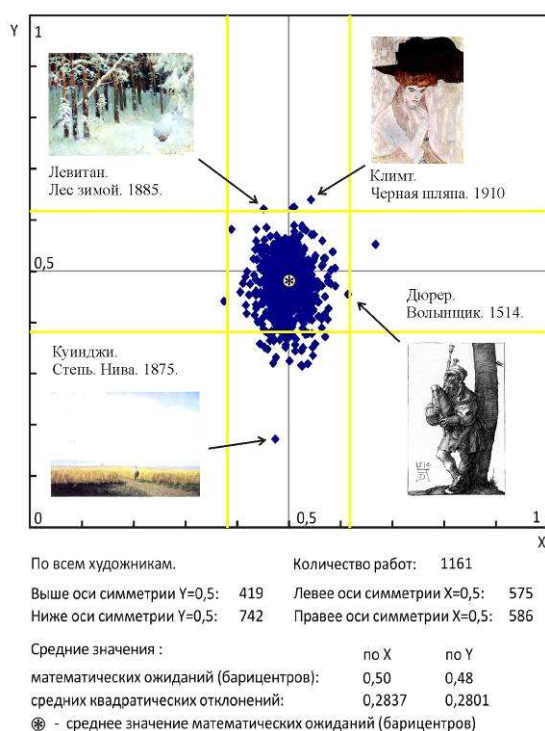 Y
1
Левитан.
Лес зимой. 1885.
Климт.
Черная шляпа. 1910
0,5
Дюрер.
Волынщик. 1514.
Куинджи.
Степь. Нива. 1875.
1514
0
0,5
1
X
По всем художникам.
Количество работ: 1161
Выше оси симметрии Y=0,5: 419
Левее оси симметрии X=0,5: 575
Ниже оси симметрии Y=0,5: 742
Правее оси симметрии X=0,5: 586
Средние значения :
по X по Y
математических ожиданий (барицентров): 0,50 0,48
средних квадратических отклонений: 0,2837 0,2801
- среднее значение математических ожиданий (барицентров)